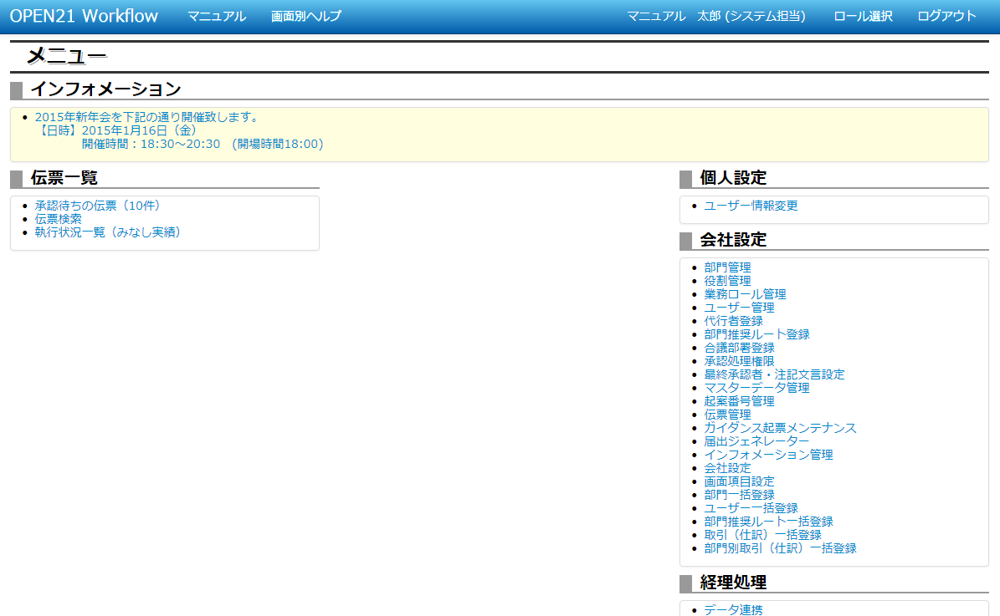 OPEN21 Workflow マニュアル 画面別ヘルプ マニュアル 太郎 (システム担当) ロール選択 ログアウト
メニュー
インフォメーション
2015年新年会を下記の通り開催致します。
【日時】2015年1月16日（金）
開催時間：18:30～20:30 (開場時間18:00)
伝票一覧
承認待ちの伝票（10件）
伝票検索
執行状況一覧（みなし実績）
個人設定
ユーザー情報変更
会社設定
部門管理
役割管理
業務ロール管理
ユーザー管理
代行者登録
部門推奨ルート登録
合議部署登録
承認処理権限
最終承認者・注記文言設定
マスターデータ管理
起案番号管理
伝票管理
ガイダンス起票メンテナンス
届出ジェネレーター
インフォメーション管理
会社設定
画面項目設定
部門一括登録
ユーザー一括登録
部門推奨ルート一括登録
取引（仕訳）一括登録
部門別取引（仕訳）一括登録
経理処理
データ連携